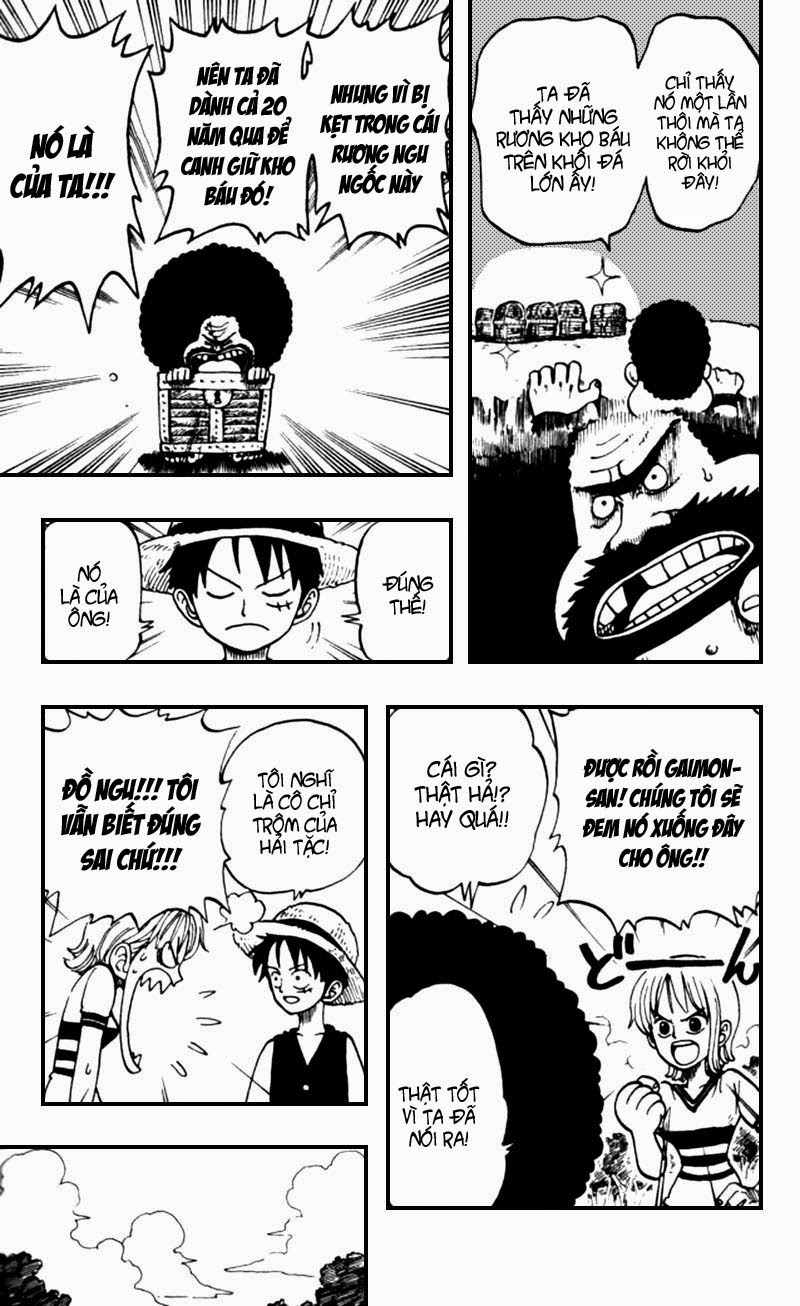 CHỈ THẤY
NÓ MỘT LẦN
THÔI MÀ TA
KHÔNG THỂ
RỜI KHỎI
ĐÂY!
TA ĐÃ
THẤY NHỮNG
RƯƠNG KHO BÁU
TRÊN KHỐI ĐÁ
LỚN ẤY!
NHƯNG VÌ BỊ
KẸT TRONG CÁI
RƯƠNG NGU
NGỐC NÀY
NÊN TA ĐÃ
DÀNH CẢ 20
NĂM QUA ĐỂ
CANH GIỮ KHO
BÁU ĐÓ!
NÓ LÀ
CỦA TA!!!
ĐÚNG
THẾ!
NÓ
LÀ CỦA
ÔNG!
ĐƯỢC RỒI GAIMON-
SAN! CHÚNG TÔI SẼ
ĐEM NÓ XUỐNG ĐÂY
CHO ÔNG!!
CÁI GÌ?
THẬT HẢ!?
HAY QUÁ!!
どーん
THẬT TỐT
VÌ TA ĐÃ
NÓI RA!
TÔI NGHĨ
LÀ CÔ CHỈ
TRỘM CỦA
HẢI TẶC!
ĐỒ NGU!!! TÔI
VẪN BIẾT ĐÚNG
SAI CHỨ!!!